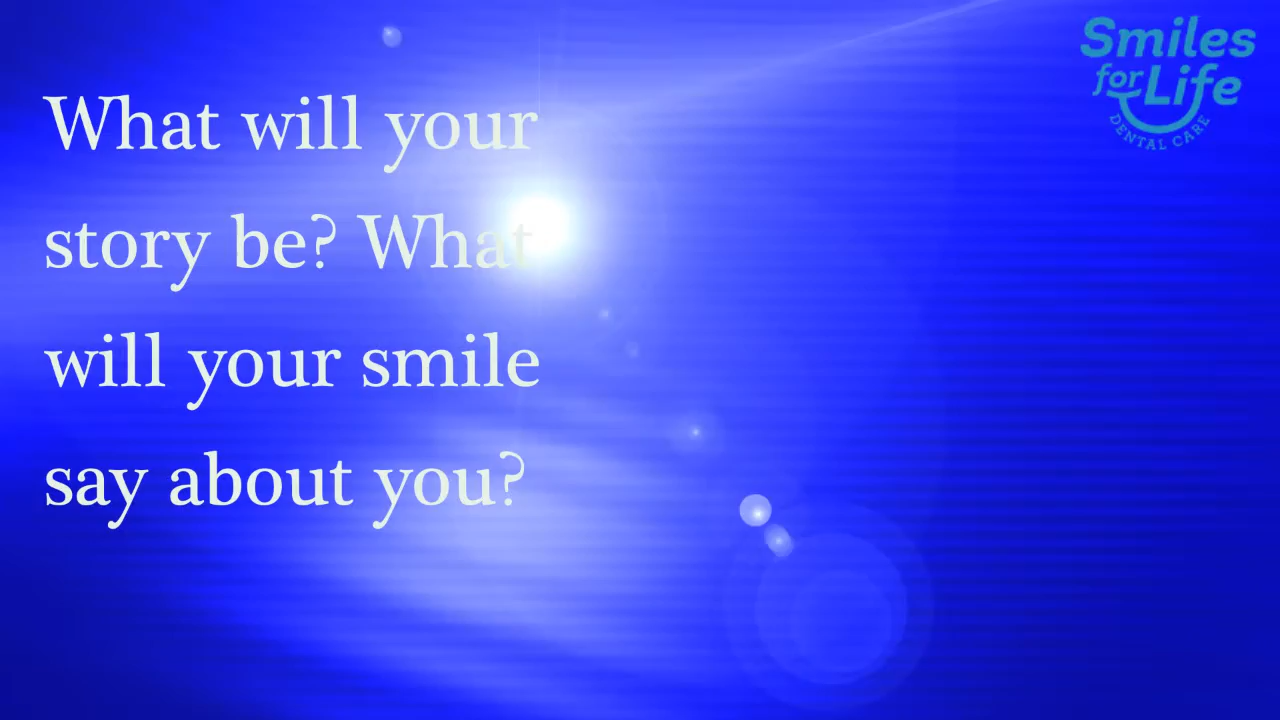 Smiles
for Life
DENTAL CARE
What will your
story be? What
will your smile
say about you?